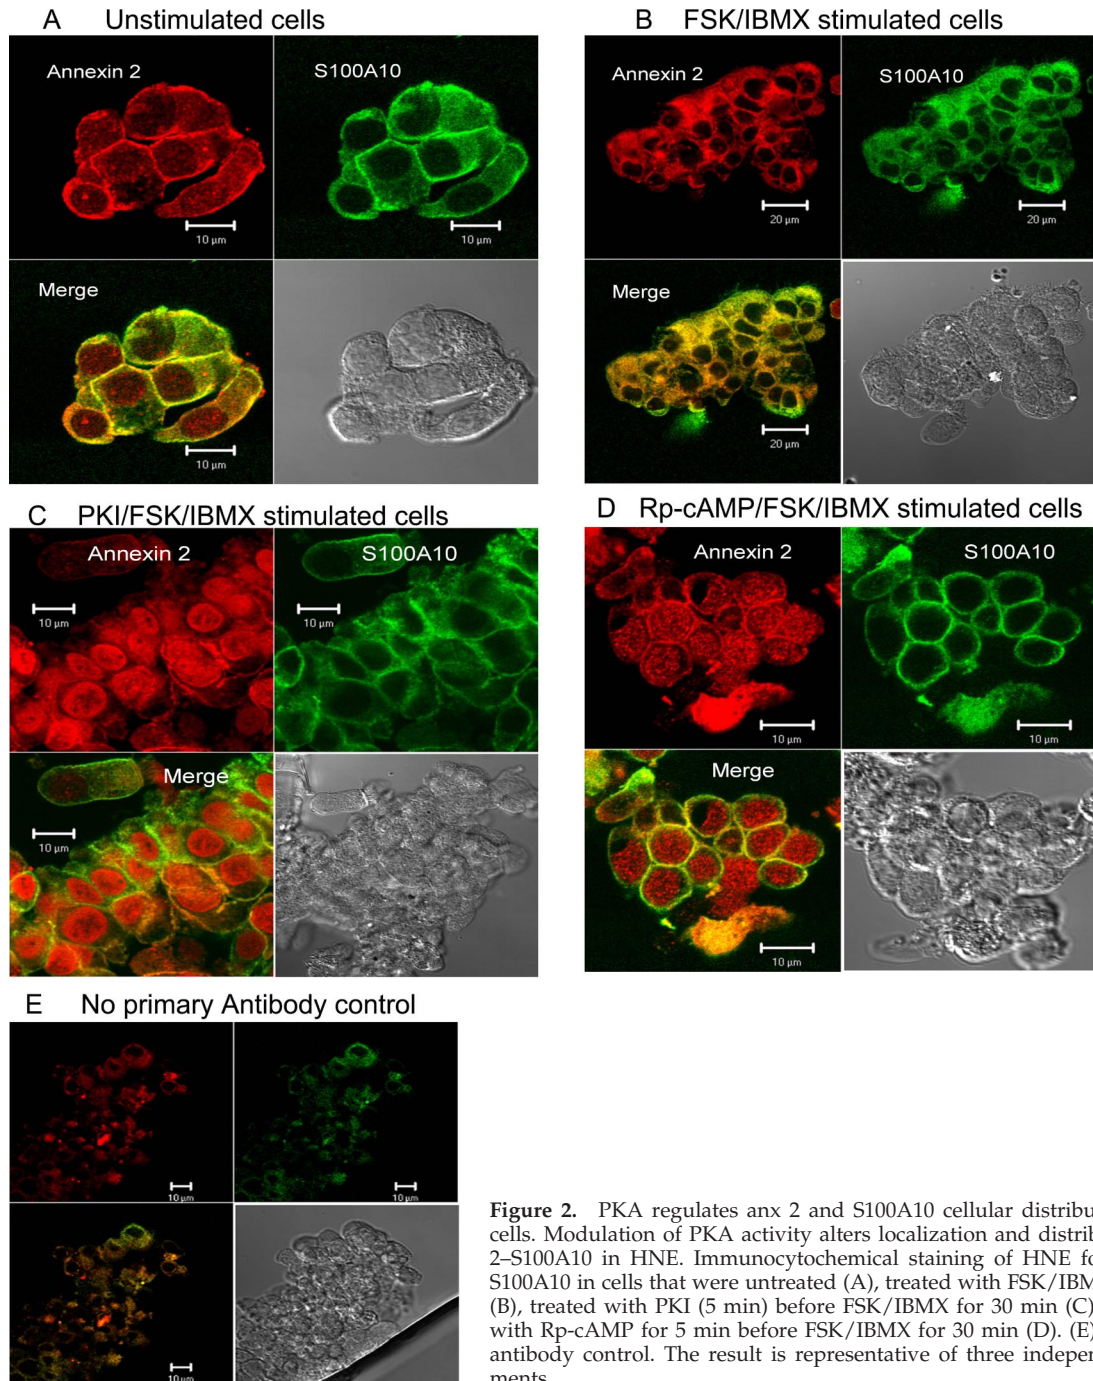 A Unstimulated cells
Annexin 2
S100A10
10 µm
10 µm
Merge
10 µm
B FSK/IBMX stimulated cells
Annexin 2
S100A10
20 µm
20 µm
Merge
20 µm
20 µm
C PKI/FSK/IBMX stimulated cells
Annexin 2
S100A10
10 µm
10 µm
Merge
10 µm
D Rp-cAMP/FSK/IBMX stimulated cells
Annexin 2
S100A10
10 µm
10 µm
Merge
10 µm
E No primary Antibody control
10 µm
10 µm
10 µm
Figure 2. PKA regulates anx 2 and S100A10 cellular distribu
cells. Modulation of PKA activity alters localization and distrib
2–S100A10 in HNE. Immunocytochemical staining of HNE fo
S100A10 in cells that were untreated (A), treated with FSK/IBM
(B), treated with PKI (5 min) before FSK/IBMX for 30 min (C)
with Rp-cAMP for 5 min before FSK/IBMX for 30 min (D). (E)
antibody control. The result is representative of three indepen
ments.